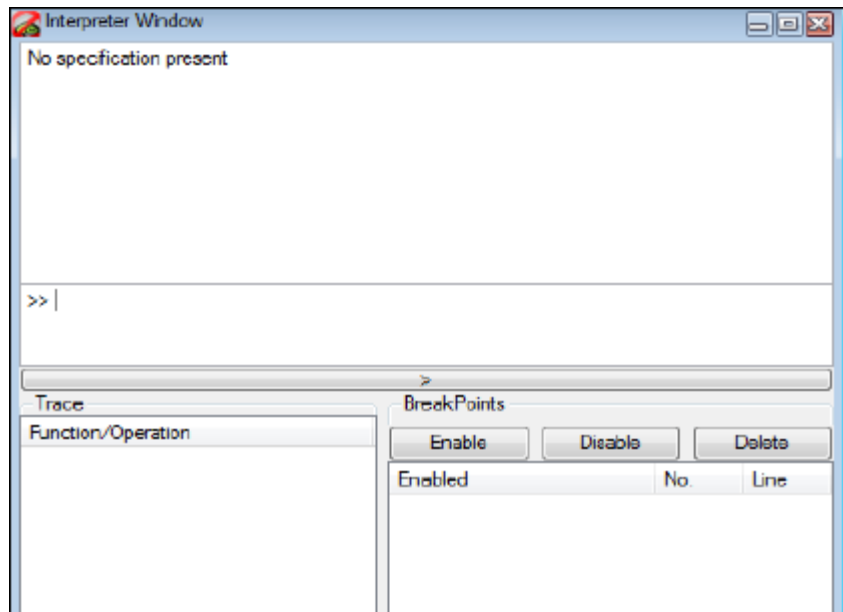 Interpreter Window
No specification present
>>
>
Trace
BreakPoints
Function/Operation
Enable Disable Delete
Enabled No. Line